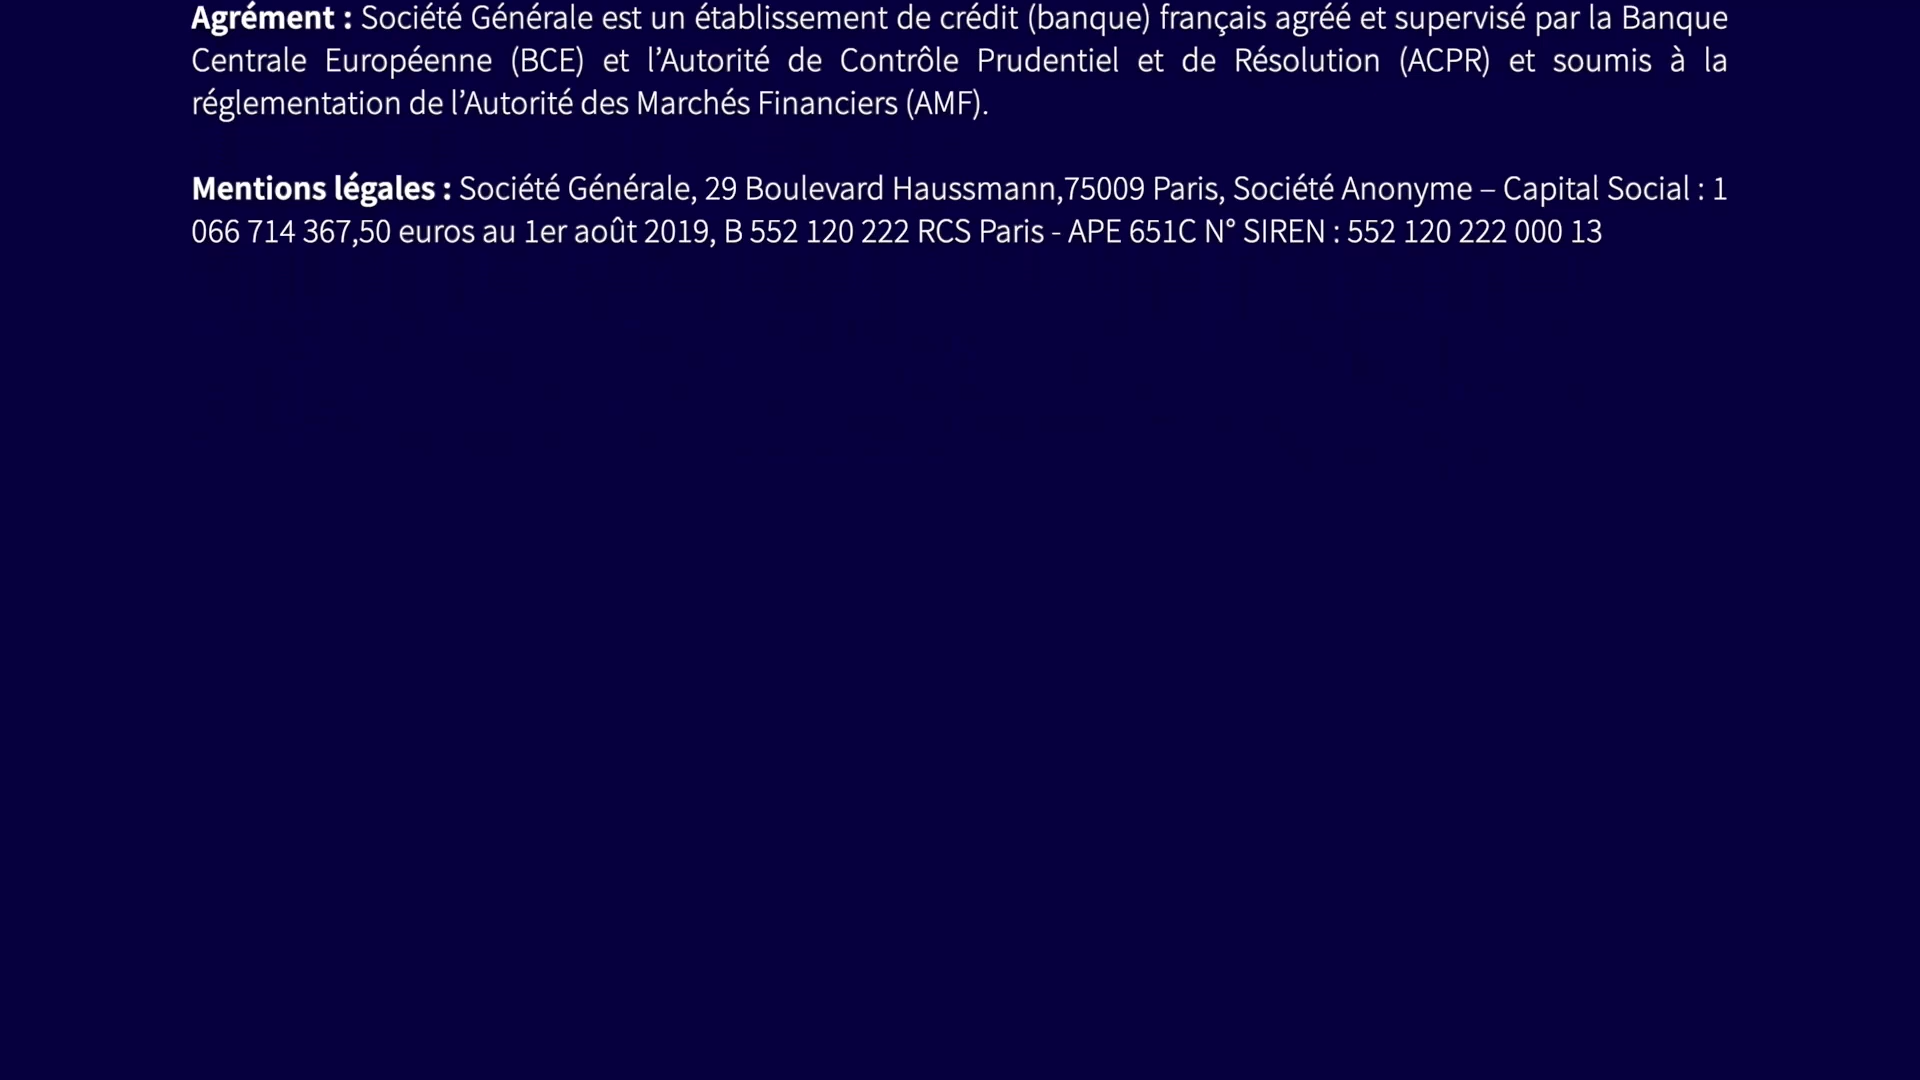 Agrément : Société Générale est un établissement de crédit (banque) français agréé et supervisé par la Banque
Centrale Européenne (BCE) et l’Autorité de Contrôle Prudentiel et de Résolution (ACPR) et soumis à la
réglementation de l’Autorité des Marchés Financiers (AMF).
Mentions légales : Société Générale, 29 Boulevard Haussmann,75009 Paris, Société Anonyme – Capital Social : 1
066 714 367,50 euros au 1er août 2019, B 552 120 222 RCS Paris - APE 651C N° SIREN : 552 120 222 000 13